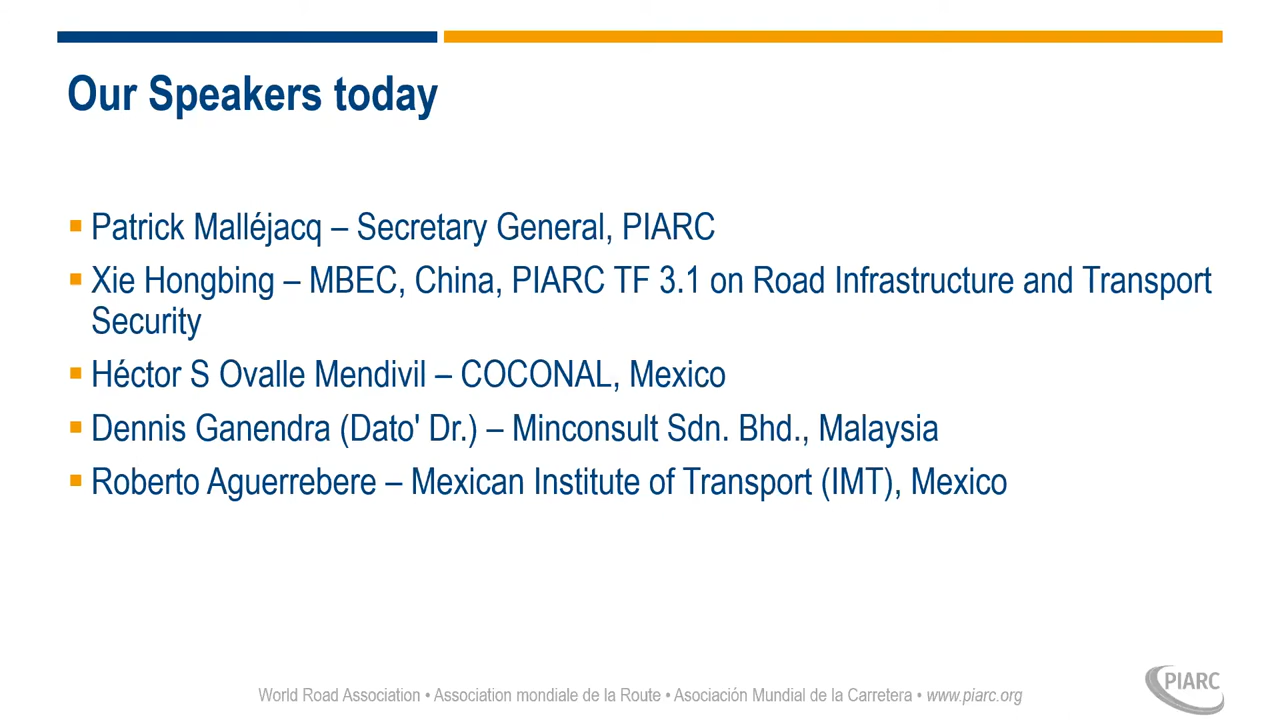 Our Speakers today
Patrick Malléjacq – Secretary General, PIARC
Xie Hongbing – MBEC, China, PIARC TF 3.1 on Road Infrastructure and Transport
Security
Héctor S Ovalle Mendivil – COCONAL, Mexico
Dennis Ganendra (Dato' Dr.) – Minconsult Sdn. Bhd., Malaysia
Roberto Aguerrebere – Mexican Institute of Transport (IMT), Mexico
World Road Association • Association mondiale de la Route • Asociación Mundial de la Carretera • www.piarc.org
PIARC